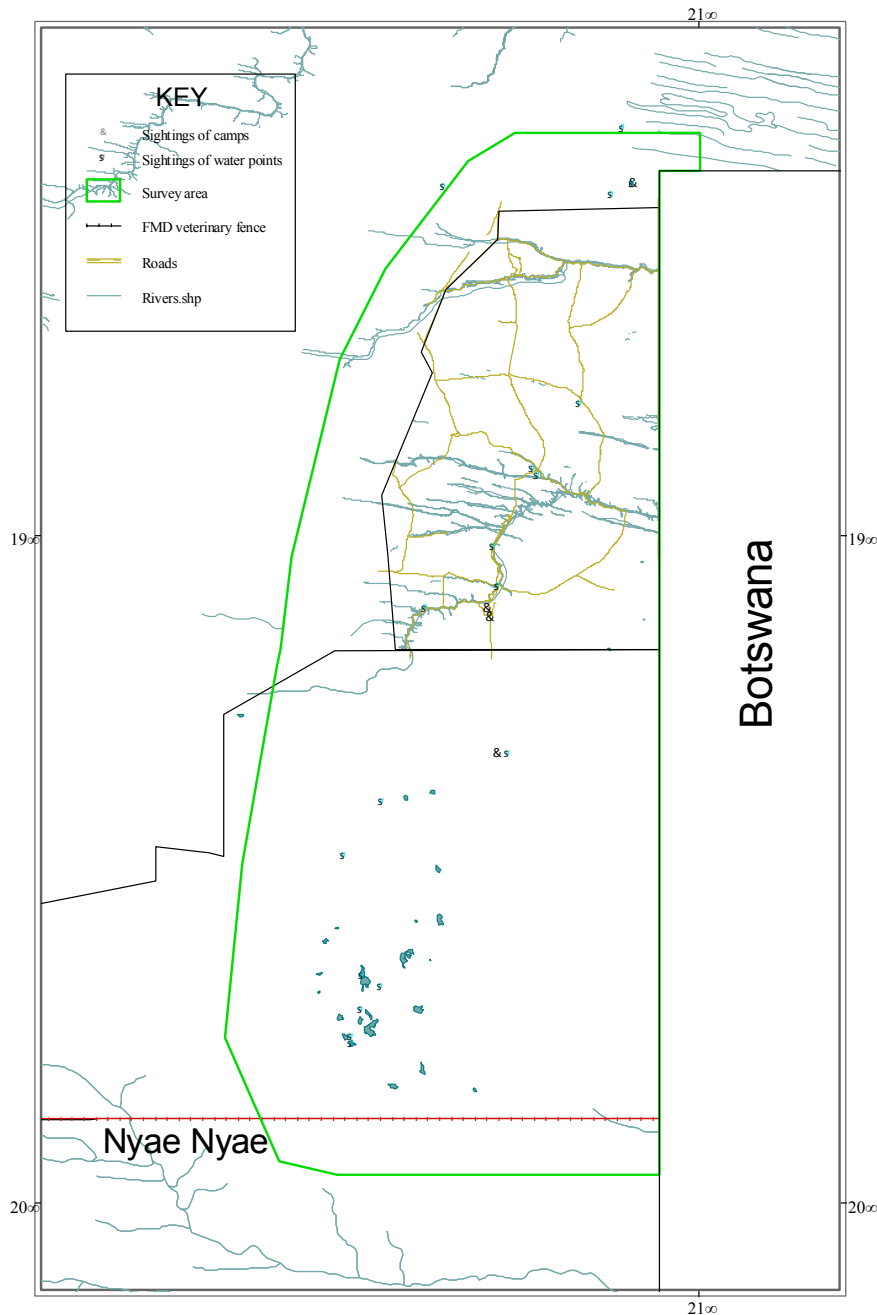 21∞
KEY
& Sightings of camps
s Sightings of water points
Survey area
FMD veterinary fence
Roads
Rivers.shp
s
s
s &
s
s
s
s
19∞
19∞
s
s
s
&
&
&
Botswana
& s
s
s
s
s
s
s
s
Nyae Nyae
20∞
20∞
21∞